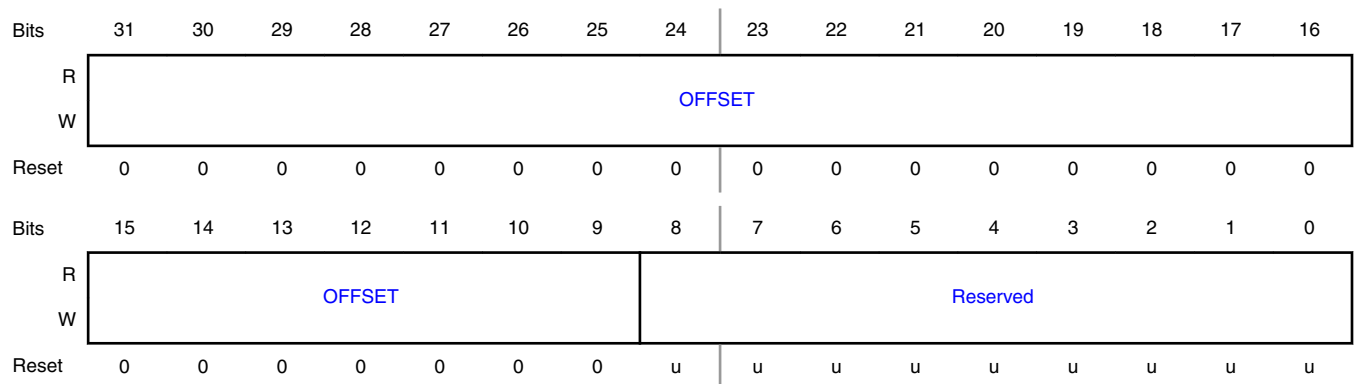 Bits 31 30 29 28 27 26 25 24 23 22 21 20 19 18 17 16
R
OFFSET
W
Reset 0 0 0 0 0 0 0 0 0 0 0 0 0 0 0 0
Bits 15 14 13 12 11 10 9 8 7 6 5 4 3 2 1 0
R
OFFSET Reserved
W
Reset 0 0 0 0 0 0 0 u u u u u u u u u